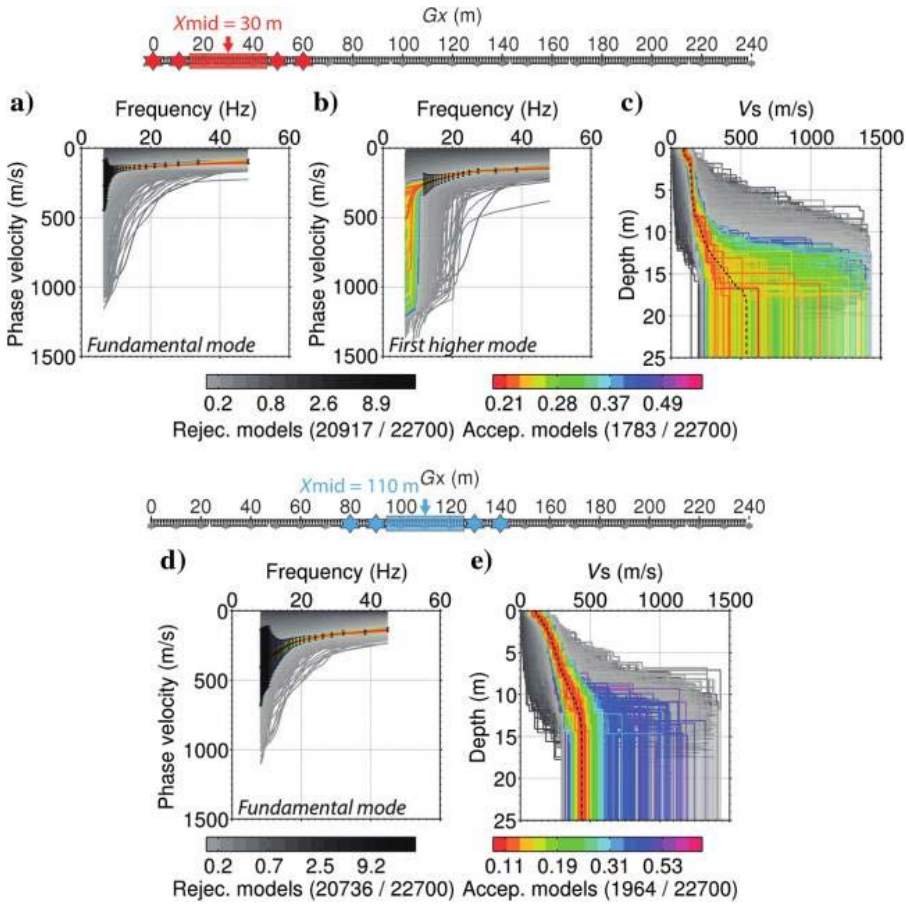 Xmid = 30 m
Gx (m)
0 20 40 60 80 100 120 140 160 180 200 220 240
a) b) c)
Frequency (Hz) Frequency (Hz) Vs (m/s)
0 20 40 60 0 20 40 60 0 500 1000 1500
Phase velocity (m/s)
0
500
1000
1500
Fundamental mode
Phase velocity (m/s)
0
500
1000
1500
First higher mode
Depth (m)
0
5
10
15
20
25
0.2 0.8 2.6 8.9
Rejec. models (20917 / 22700)
0.21 0.28 0.37 0.49
Accep. models (1783 / 22700)
Xmid = 110 m
Gx (m)
0 20 40 60 80 100 120 140 160 180 200 220 240
d) e)
Frequency (Hz) Vs (m/s)
0 20 40 60 0 500 1000 1500
Phase velocity (m/s)
0
500
1000
1500
Fundamental mode
Depth (m)
0
5
10
15
20
25
0.2 0.7 2.5 9.2
Rejec. models (20736 / 22700)
0.11 0.19 0.31 0.53
Accep. models (1964 / 22700)